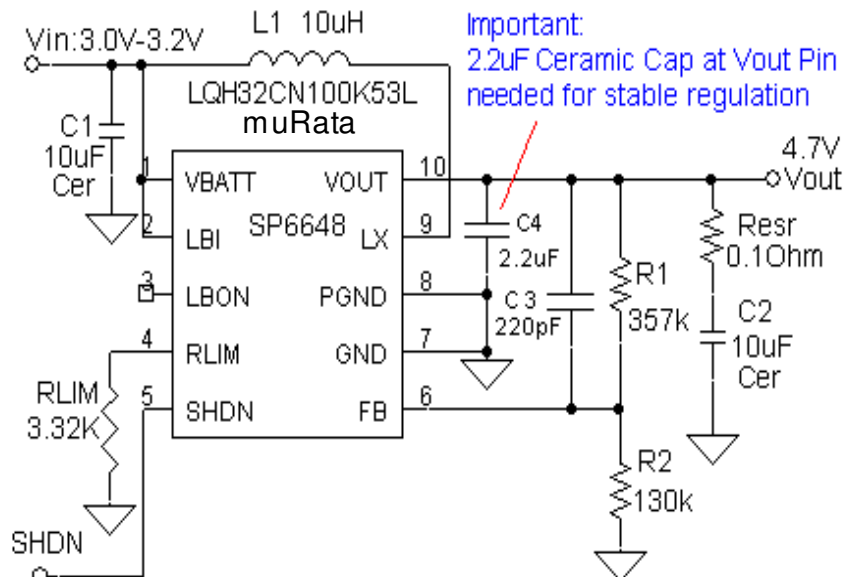 Vin:3.0V-3.2V
L1 10uH
Important:
2.2uF Ceramic Cap at Vout Pin
needed for stable regulation
LQH32CN100K53L
muRata
C1
10uF
Cer
1
VBATT
VOUT
10
4.7V
Vout
2
LBI
SP6648
LX
9
C4
2.2uF
Resr
0.1Ohm
3
LBON
PGND
8
C3
220pF
R1
357k
C2
10uF
Cer
4
RLIM
GND
7
RLIM
3.32K
5
SHDN
FB
6
R2
130k
SHDN